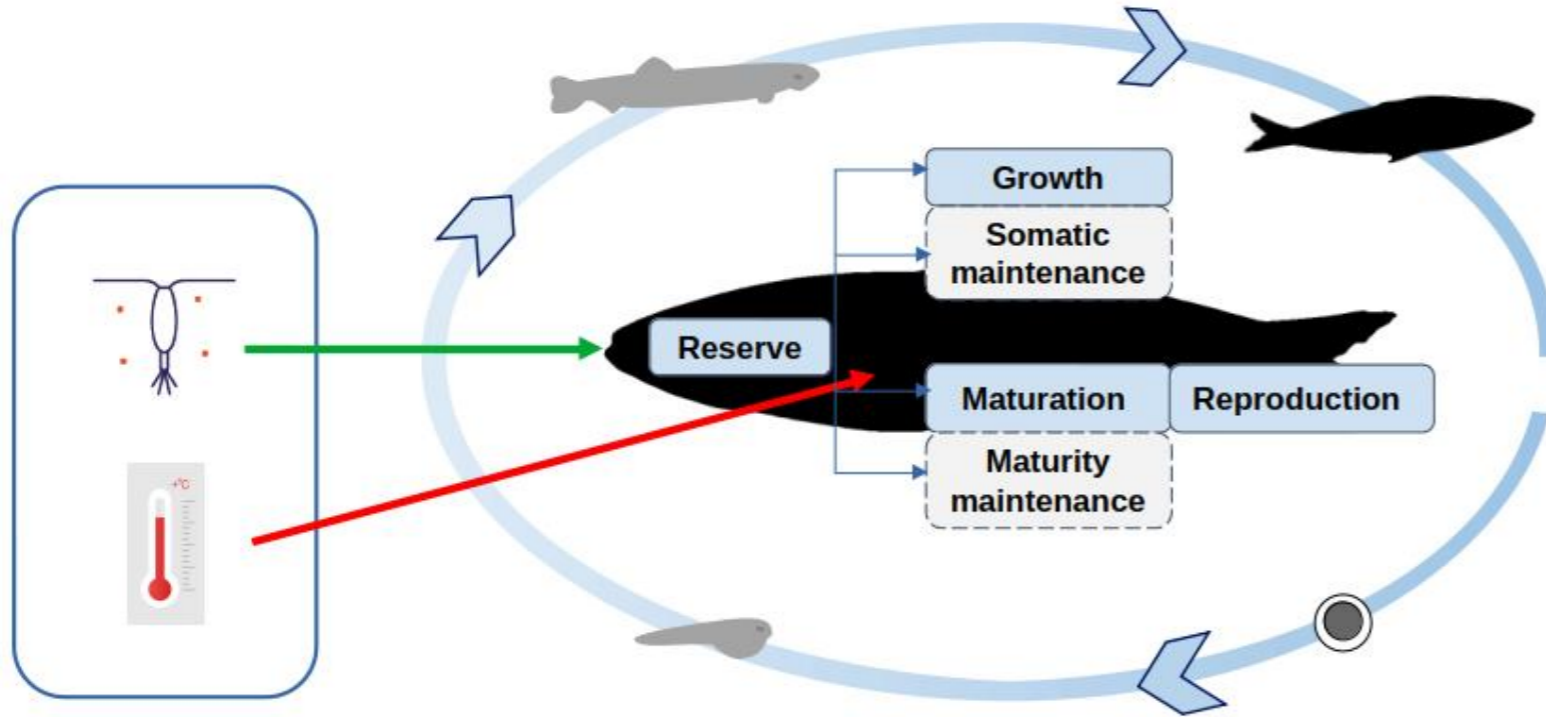 Growth
Somatic
maintenance
Reserve
Maturation
Reproduction
Maturity
maintenance
+°C